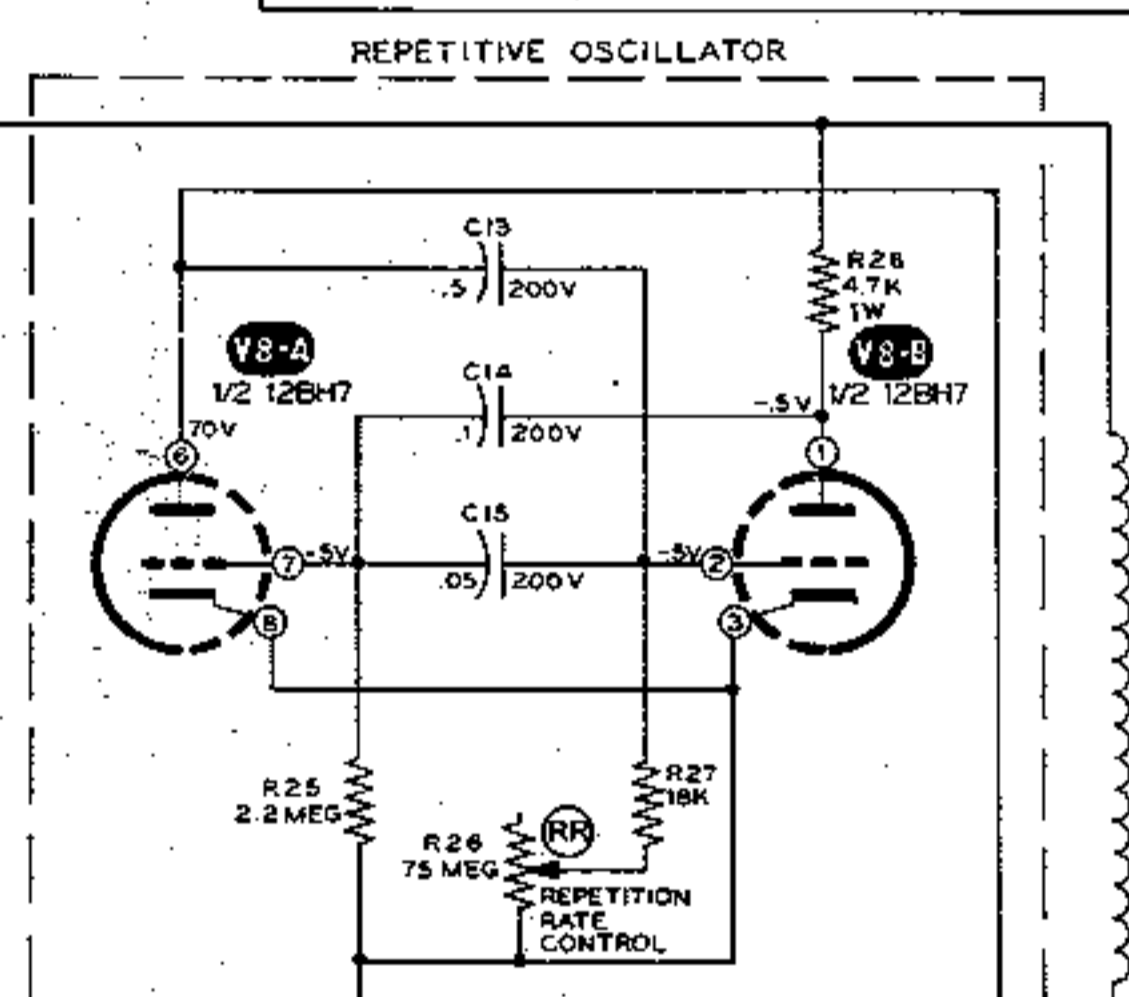 REPETITIVE OSCILLATOR
C13
.5
200V
R28
4.7K
1W
V8-A
1/2 12BH7
V8-B
1/2 12BH7
C14
.1
200V
-.5V
70V
6
1
C15
.05
200V
7
-.5V
-.5V
2
8
3
R25
2.2MEG
R27
18K
R26
75 MEG
RR
REPETITION
RATE
CONTROL